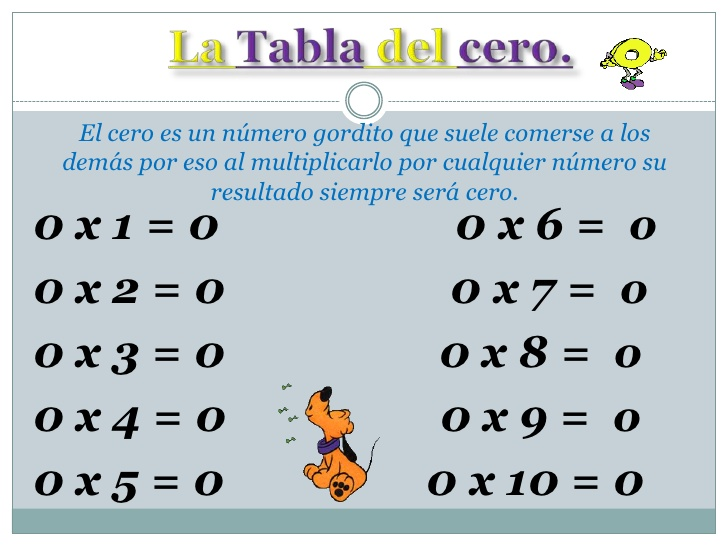 La Tabla del cero.
El cero es un número gordito que suele comerse a los
demás por eso al multiplicarlo por cualquier número su
resultado siempre será cero.
0 x 1 = 0
0 x 2 = 0
0 x 3 = 0
0 x 4 = 0
0 x 5 = 0
0 x 6 = 0
0 x 7 = 0
0 x 8 = 0
0 x 9 = 0
0 x 10 = 0